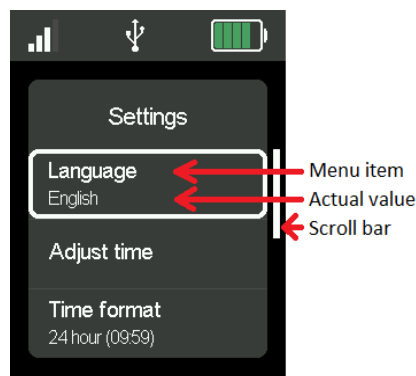 Settings
Language
English
Adjust time
Time format
24 hour (09:59)
Menu item
Actual value
Scroll bar